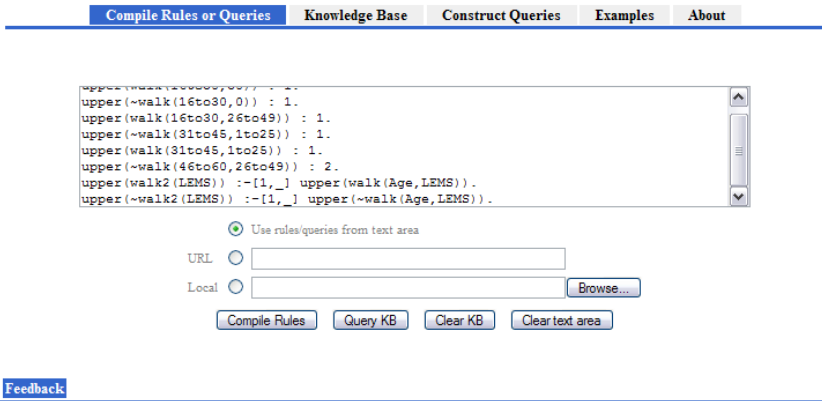 Compile Rules or Queries Knowledge Base Construct Queries Examples About
upper(~walk(16to30,0)) : 1.
upper(walk(16to30,26to49)) : 1.
upper(~walk(31to45,1to25)) : 1.
upper(walk(31to45,1to25)) : 1.
upper(~walk(46to60,26to49)) : 2.
upper(walk2(LEMS)) :-[1,_] upper(walk(Age,LEMS)).
upper(~walk2(LEMS)) :-[1,_] upper(~walk(Age,LEMS)).
Use rules/queries from text area
URL
Local Browse...
Compile Rules Query KB Clear KB Clear text area
Feedback